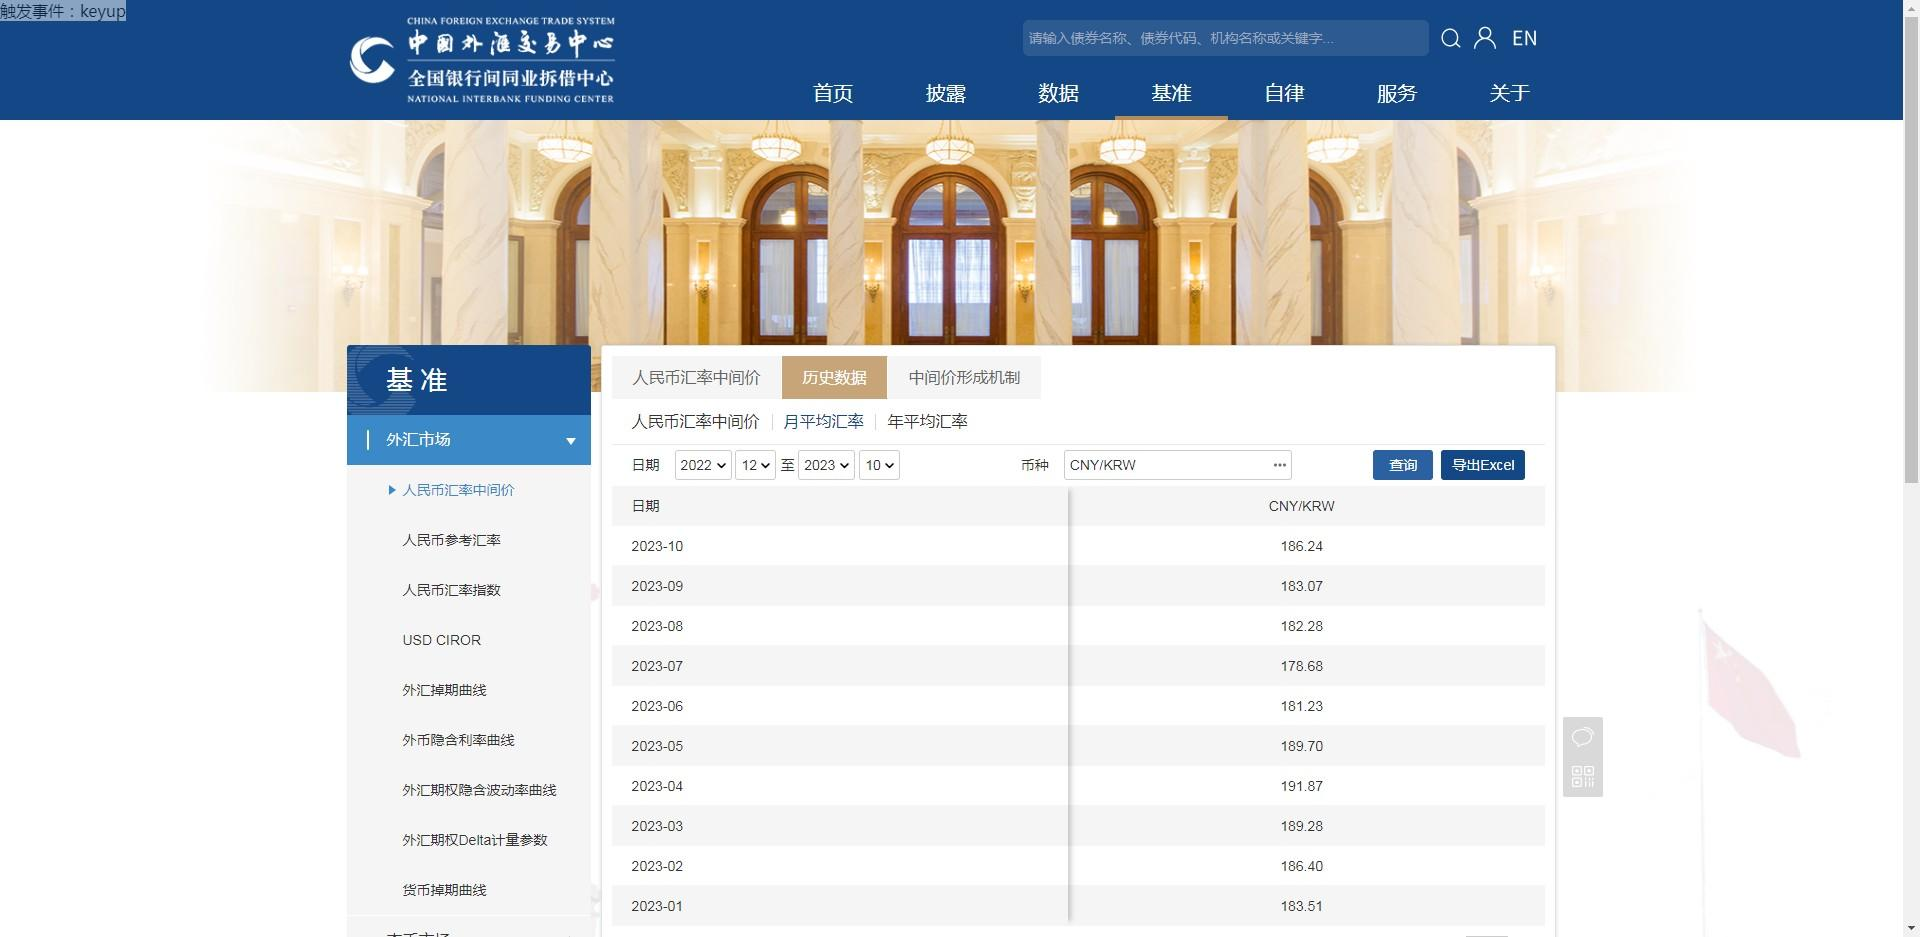 触发事件：keyup
CHINA FOREIGN EXCHANGE TRADE SYSTEM
中国外汇交易中心
全国银行间同业拆借中心
NATIONAL INTERBANK FUNDING CENTER
请输入债券名称、债券代码、机构名称或关键字...
EN
首页 披露 数据 基准 自律 服务 关于
基准
外汇市场
人民币汇率中间价
人民币参考汇率
人民币汇率指数
USD CIROR
外汇掉期曲线
外币隐含利率曲线
外汇期权隐含波动率曲线
外汇期权Delta计量参数
货币掉期曲线
人民币汇率中间价 历史数据 中间价形成机制
人民币汇率中间价 月平均汇率 年平均汇率
日期 2022 12 至 2023 10 币种 CNY/KRW ··· 查询 导出Excel
日期 CNY/KRW
2023-10 186.24
2023-09 183.07
2023-08 182.28
2023-07 178.68
2023-06 181.23
2023-05 189.70
2023-04 191.87
2023-03 189.28
2023-02 186.40
2023-01 183.51